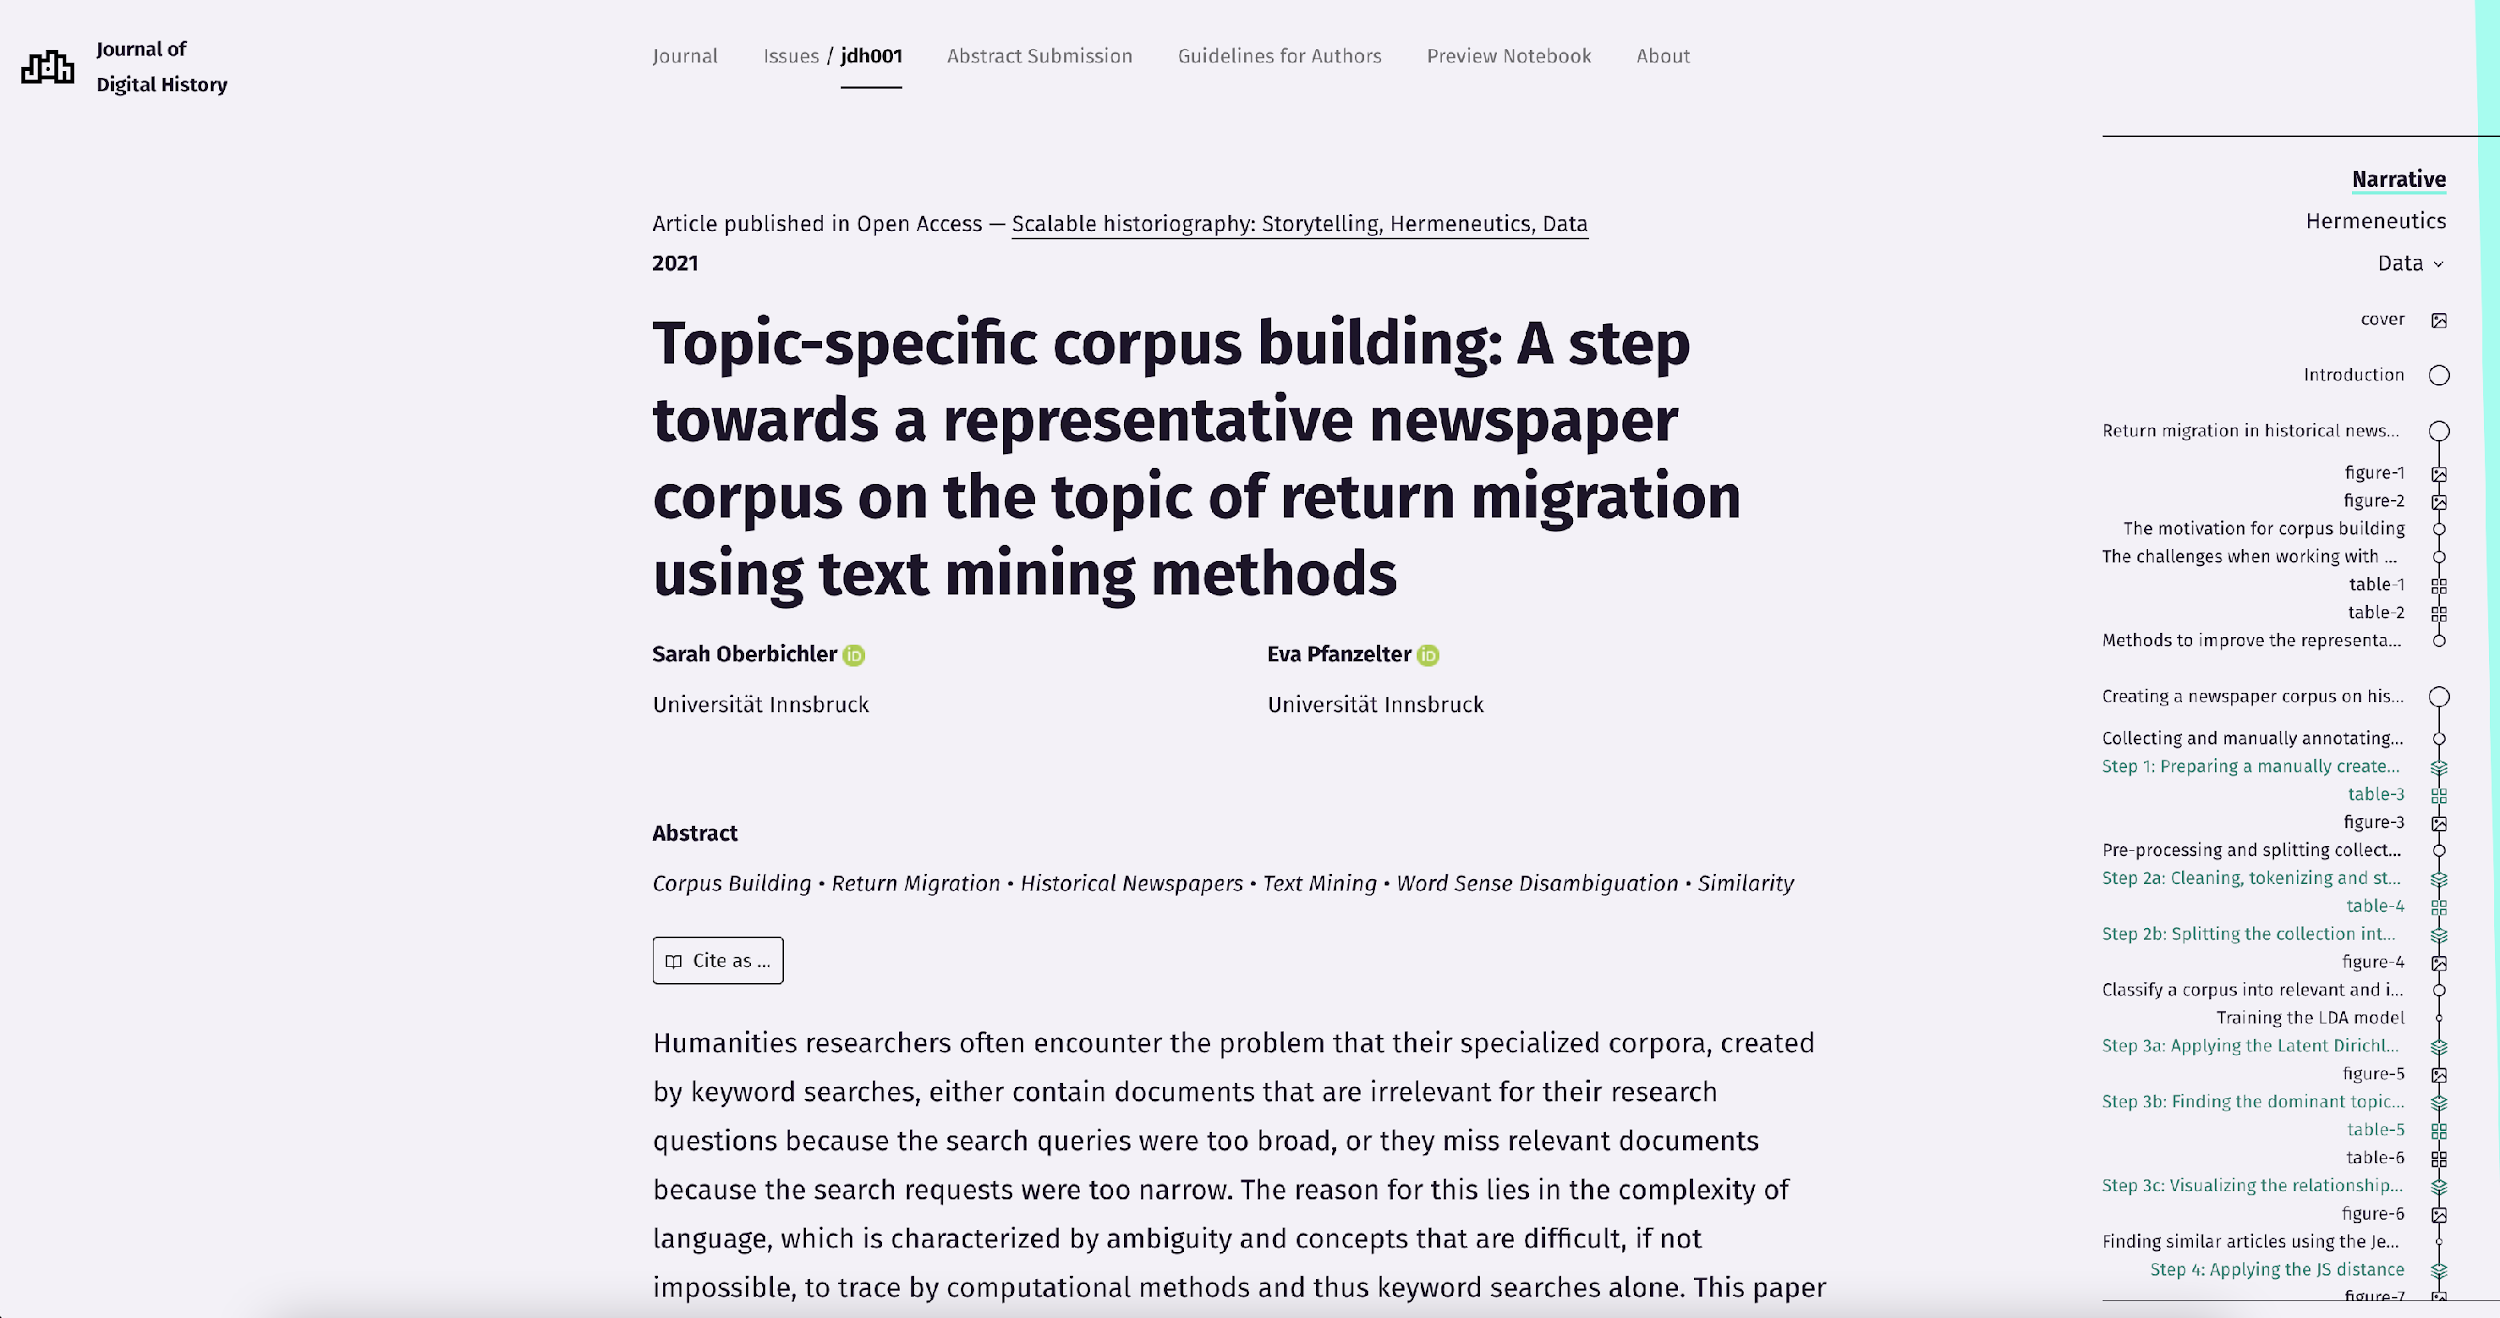 Journal of
Digital History
Journal Issues / jdh001 Abstract Submission Guidelines for Authors Preview Notebook About
Article published in Open Access — Scalable historiography: Storytelling, Hermeneutics, Data
2021
Topic-specific corpus building: A step
towards a representative newspaper
corpus on the topic of return migration
using text mining methods
Sarah Oberbichler iD Eva Pfanzelter iD
Universität Innsbruck Universität Innsbruck
Abstract
Corpus Building • Return Migration • Historical Newspapers • Text Mining • Word Sense Disambiguation • Similarity
Cite as ...
Humanities researchers often encounter the problem that their specialized corpora, created
by keyword searches, either contain documents that are irrelevant for their research
questions because the search queries were too broad, or they miss relevant documents
because the search requests were too narrow. The reason for this lies in the complexity of
language, which is characterized by ambiguity and concepts that are difficult, if not
impossible, to trace by computational methods and thus keyword searches alone. This paper
Narrative
Hermeneutics
Data
cover
Introduction
Return migration in historical news...
figure-1
figure-2
The motivation for corpus building
The challenges when working with ...
table-1
table-2
Methods to improve the representa...
Creating a newspaper corpus on his...
Collecting and manually annotating...
Step 1: Preparing a manually create...
table-3
figure-3
Pre-processing and splitting collect...
Step 2a: Cleaning, tokenizing and st...
table-4
Step 2b: Splitting the collection int...
figure-4
Classify a corpus into relevant and i...
Training the LDA model
Step 3a: Applying the Latent Dirichl...
figure-5
Step 3b: Finding the dominant topic...
table-5
table-6
Step 3c: Visualizing the relationship...
figure-6
Finding similar articles using the Je...
Step 4: Applying the JS distance
figure-7